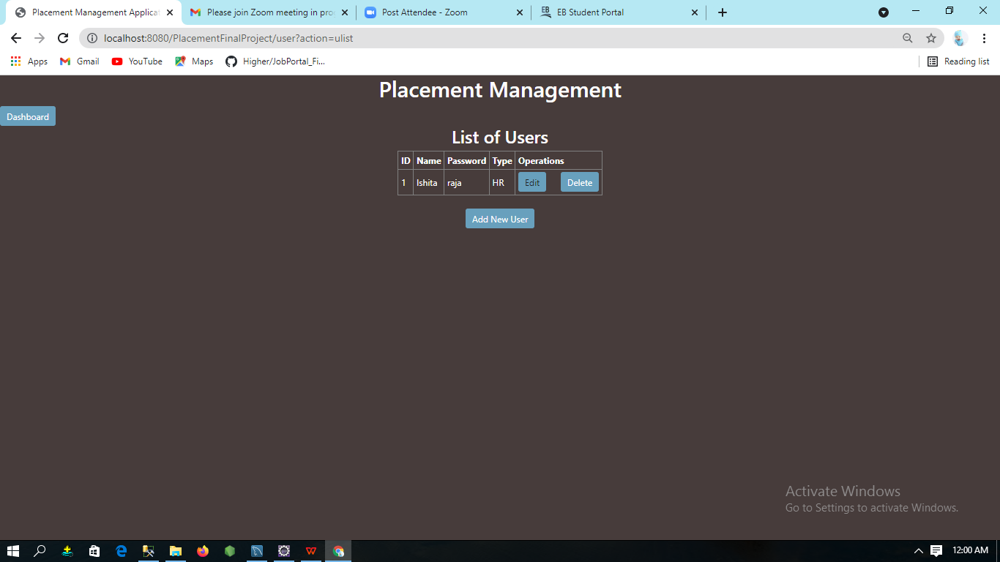 Placement Management Applicat
Please join Zoom meeting in pro
Post Attendee - Zoom
EB Student Portal
localhost:8080/PlacementFinalProject/user?action=ulist
Apps
Gmail
YouTube
Maps
Higher/JobPortal_Fi...
Reading list
Placement Management
Dashboard
List of Users
ID Name Password Type Operations
1 Ishita raja HR Edit Delete
Add New User
Activate Windows
Go to Settings to activate Windows.
12:00 AM